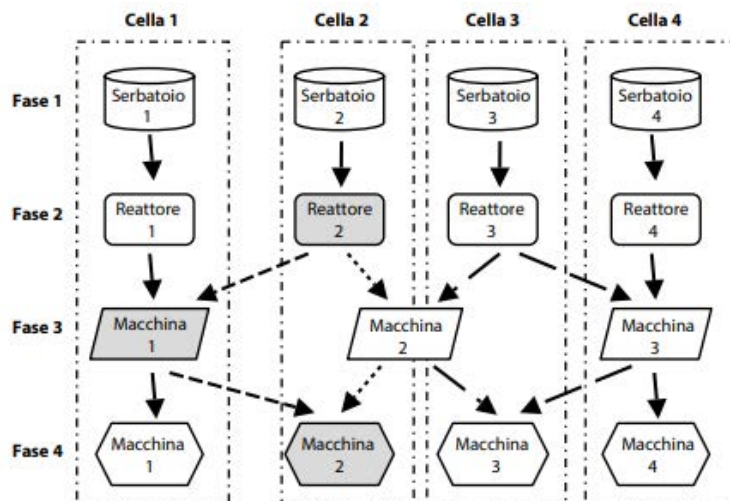 Cella 1 Cella 2 Cella 3 Cella 4
Fase 1
Serbatoio 1
Serbatoio 2
Serbatoio 3
Serbatoio 4
Fase 2
Reattore 1
Reattore 2
Reattore 3
Reattore 4
Fase 3
Macchina 1
Macchina 2
Macchina 3
Fase 4
Macchina 1
Macchina 2
Macchina 3
Macchina 4